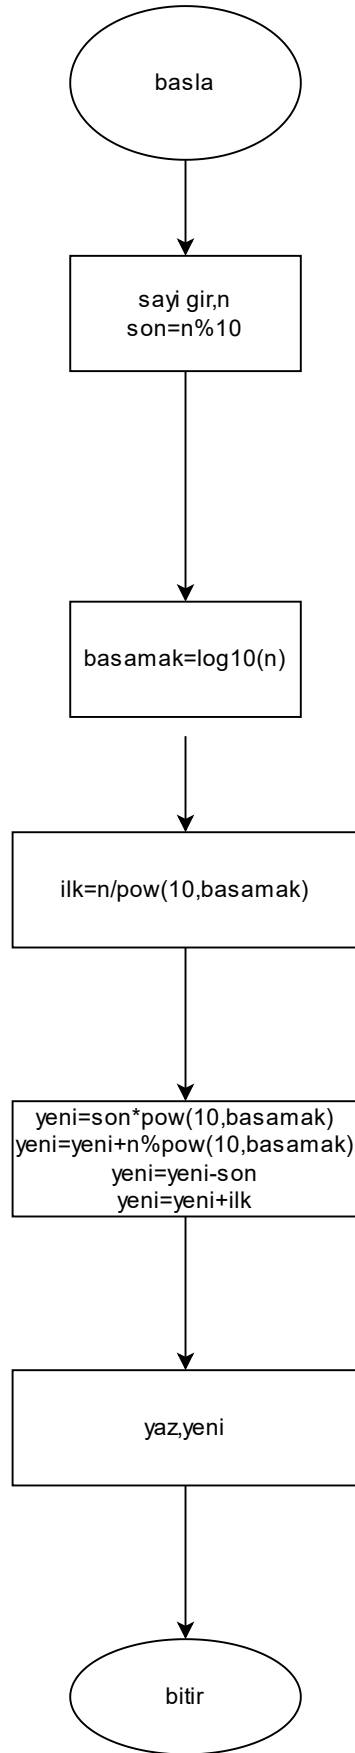 basla
sayi gir,n
son=n%10
basamak=log10(n)
ilk=n/pow(10,basamak)
yeni=son*pow(10,basamak)
yeni=yeni+n%pow(10,basamak)
yeni=yeni-son
yeni=yeni+ilk
yaz,yeni
bitir